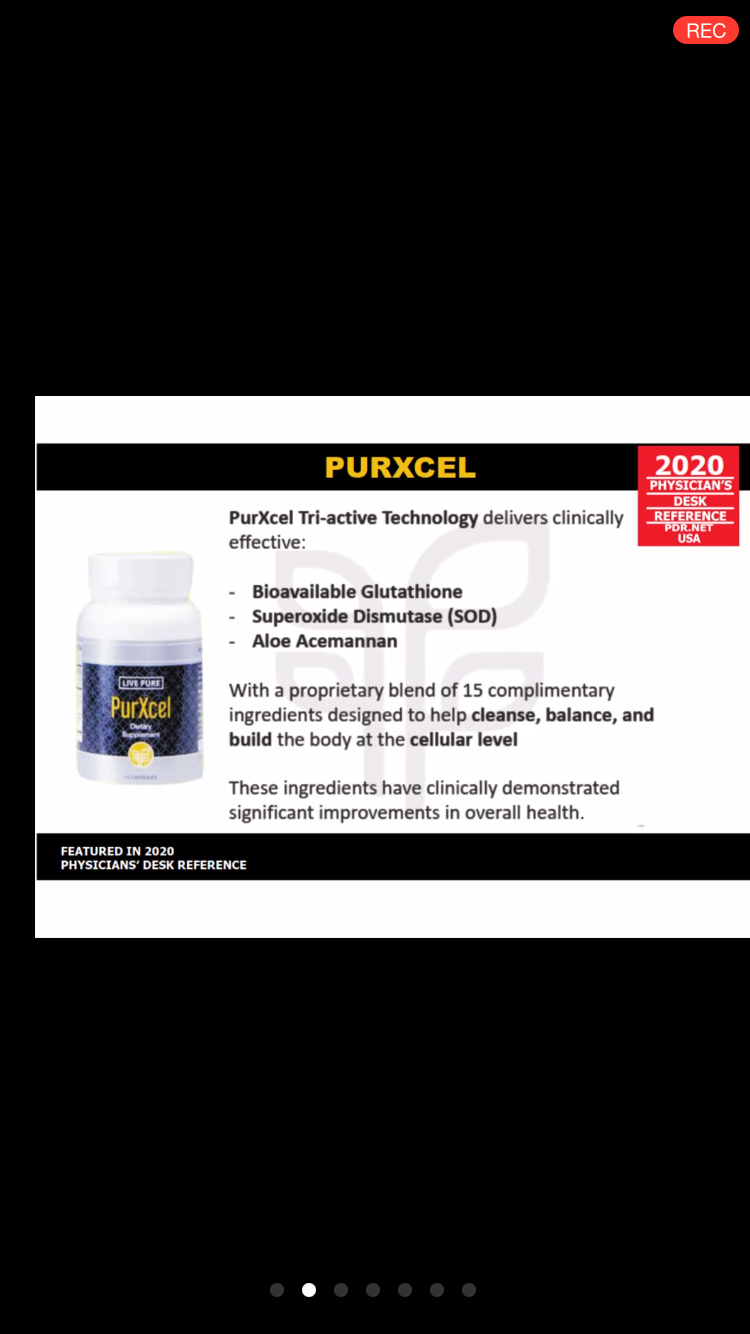 REC
PURXCEL
2020
PHYSICIAN'S
DESK
REFERENCE
PDR.NET
USA
PurXcel Tri-active Technology delivers clinically
effective:
- Bioavailable Glutathione
- Superoxide Dismutase (SOD)
- Aloe Acemannan
With a proprietary blend of 15 complimentary
ingredients designed to help cleanse, balance, and
build the body at the cellular level
These ingredients have clinically demonstrated
significant improvements in overall health.
LIVE PURE
PurXcel
Dietary
Supplement
CAPSULES
FEATURED IN 2020
PHYSICIANS' DESK REFERENCE